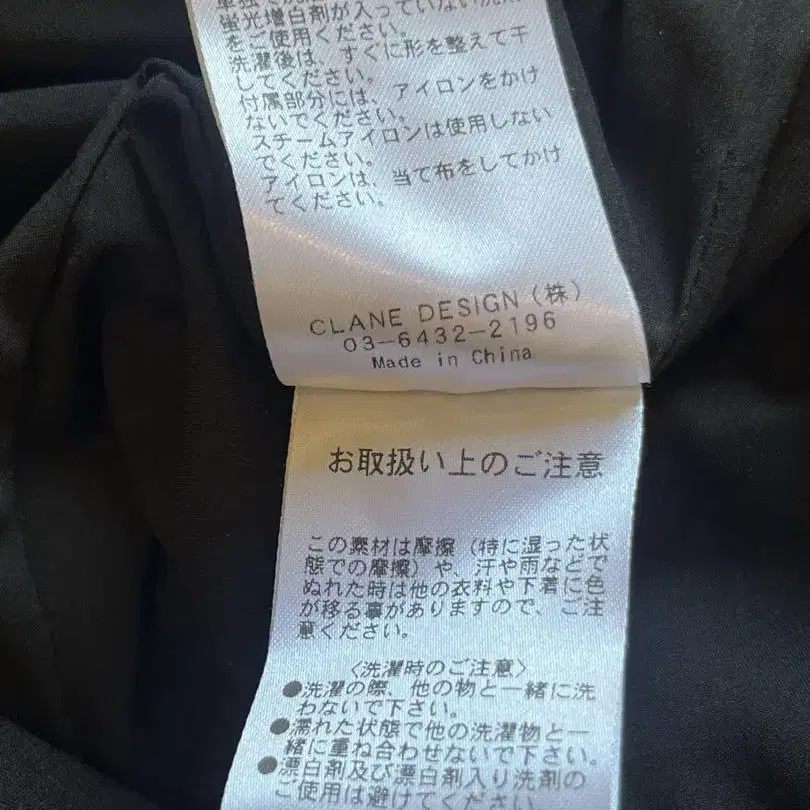 蛍光増白剤が入っていない洗剤
をご使用ください。
洗濯後は、すぐに形を整えて干
してください。
付属部分には、アイロンをかけ
ないでください。
スチームアイロンは使用しない
でください。
アイロンは、当て布をしてかけ
てください。
CLANE DESIGN (株)
03-6432-2196
Made in China
お取扱い上のご注意
この素材は摩擦（特に湿った状
態での摩擦）や、汗や雨などで
ぬれた時は他の衣料や下着に色
が移る事がありますので、ご注
意ください。
〈洗濯時のご注意〉
●洗濯の際、他の物と一緒に洗
わないで下さい。
●濡れた状態で他の洗濯物と一
緒に重ね合わせないで下さい。
●漂白剤及び漂白剤入り洗剤の
ご使用は避けてください